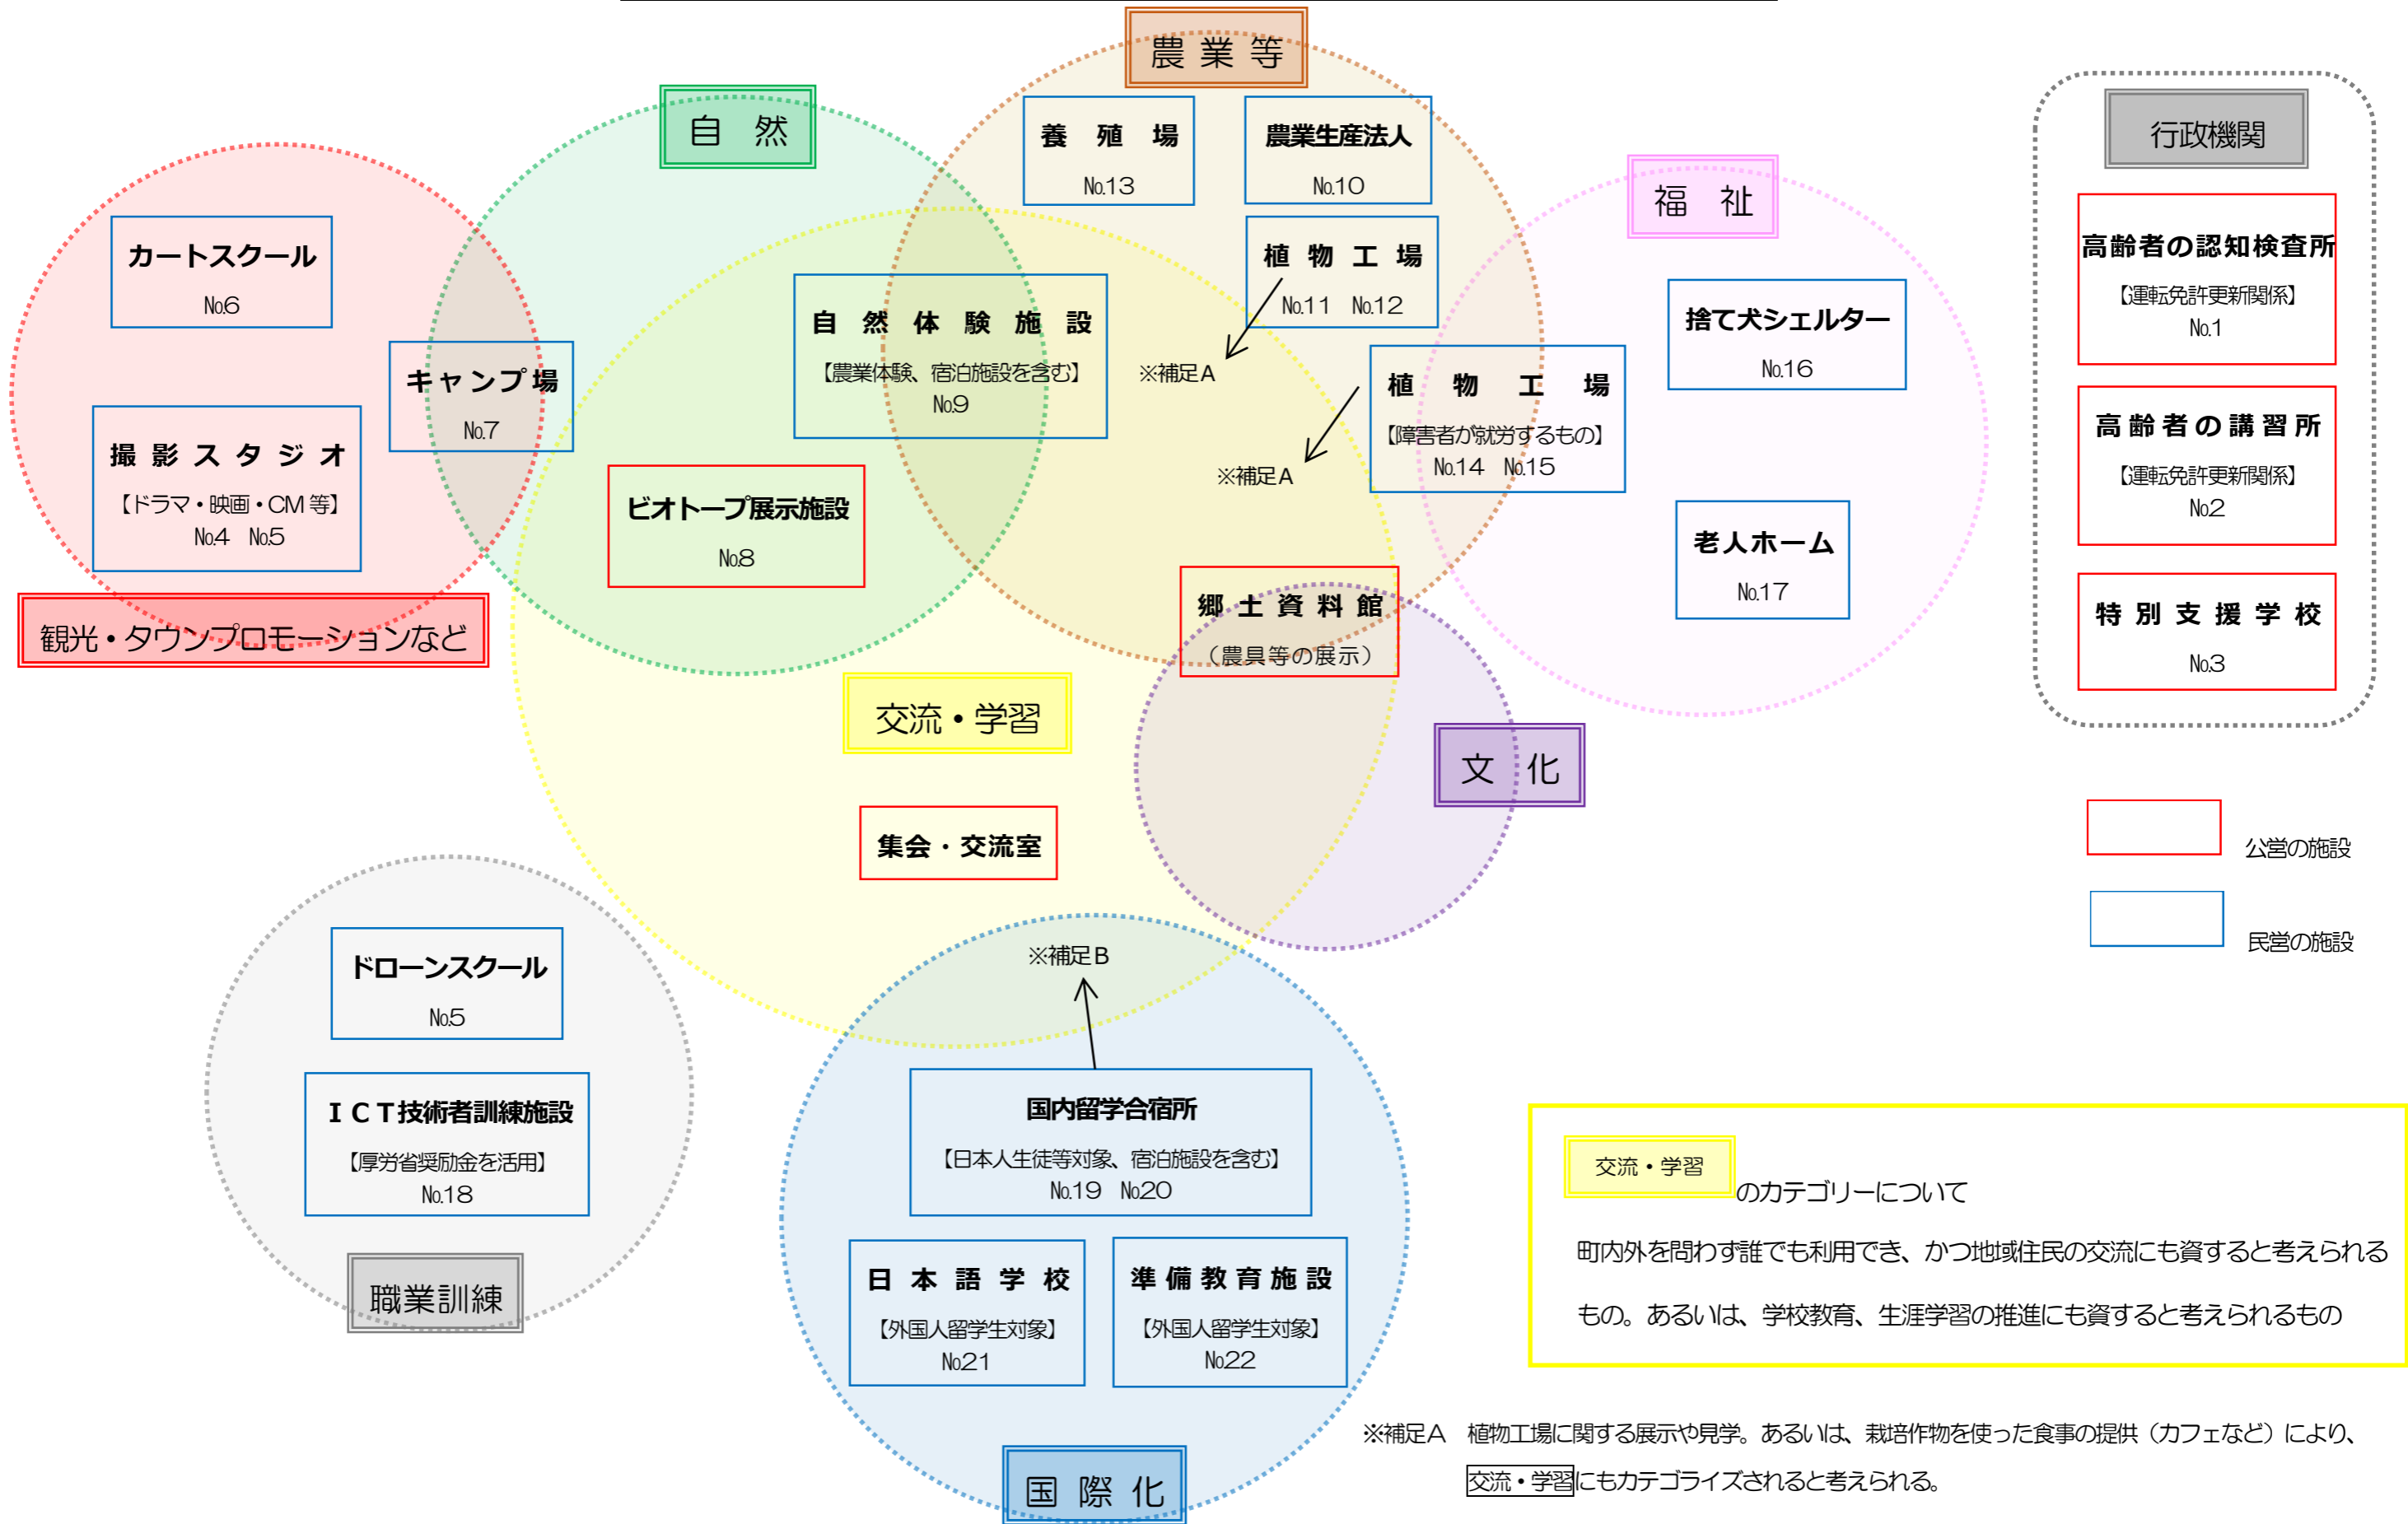 農業等
自　然
養殖場
No.13
農業生産法人
No.10
行政機関
福　祉
高齢者の認知検査所
【運転免許更新関係】
No.1
カートスクール
No.6
植物工場
No.11　No.12
※補足A
自然体験施設
【農業体験、宿泊施設を含む】
No.9
捨て犬シェルター
No.16
キャンプ場
No.7
植物工場
【障害者が就労するもの】
No.14　No.15
※補足A
高齢者の講習所
【運転免許更新関係】
No.2
撮影スタジオ
【ドラマ・映画・CM等】
No.4　No.5
ビオトープ展示施設
No.8
老人ホーム
No.17
郷土資料館
（農具等の展示）
特別支援学校
No.3
観光・タウンプロモーションなど
交流・学習
文　化
集会・交流室
公営の施設
民営の施設
ドローンスクール
No.5
※補足B
ICT技術者訓練施設
【厚労省奨励金を活用】
No.18
国内留学合宿所
【日本人生徒等対象、宿泊施設を含む】
No.19　No.20
職業訓練
日本語学校
【外国人留学生対象】
No.21
準備教育施設
【外国人留学生対象】
No.22
国際化
交流・学習のカテゴリーについて
町内外を問わず誰でも利用でき、かつ地域住民の交流にも資すると考えられる
もの。あるいは、学校教育、生涯学習の推進にも資すると考えられるもの
※補足A　植物工場に関する展示や見学。あるいは、栽培作物を使った食事の提供（カフェなど）により、
交流・学習にもカテゴライズされると考えられる。